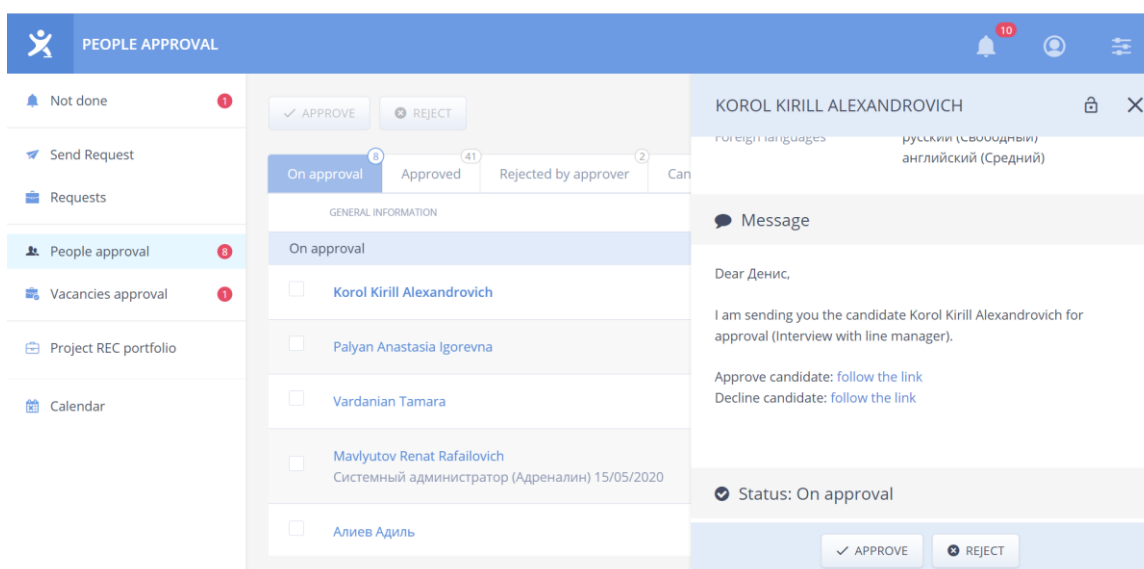 PEOPLE APPROVAL
10
Not done
1
Send Request
Requests
People approval
8
Vacancies approval
1
Project REC portfolio
Calendar
APPROVE
REJECT
On approval
8
Approved
41
Rejected by approver
2
Can
GENERAL INFORMATION
On approval
Korol Kirill Alexandrovich
Palyan Anastasia Igorevna
Vardanian Tamara
Mavlyutov Renat Rafailovich
Системный администратор (Адреналин) 15/05/2020
Алиев Адиль
KOROL KIRILL ALEXANDROVICH
Foreign languages
русский (Свободный)
английский (Средний)
Message
Dear Денис,
I am sending you the candidate Korol Kirill Alexandrovich for
approval (Interview with line manager).
Approve candidate: follow the link
Decline candidate: follow the link
Status: On approval
APPROVE
REJECT